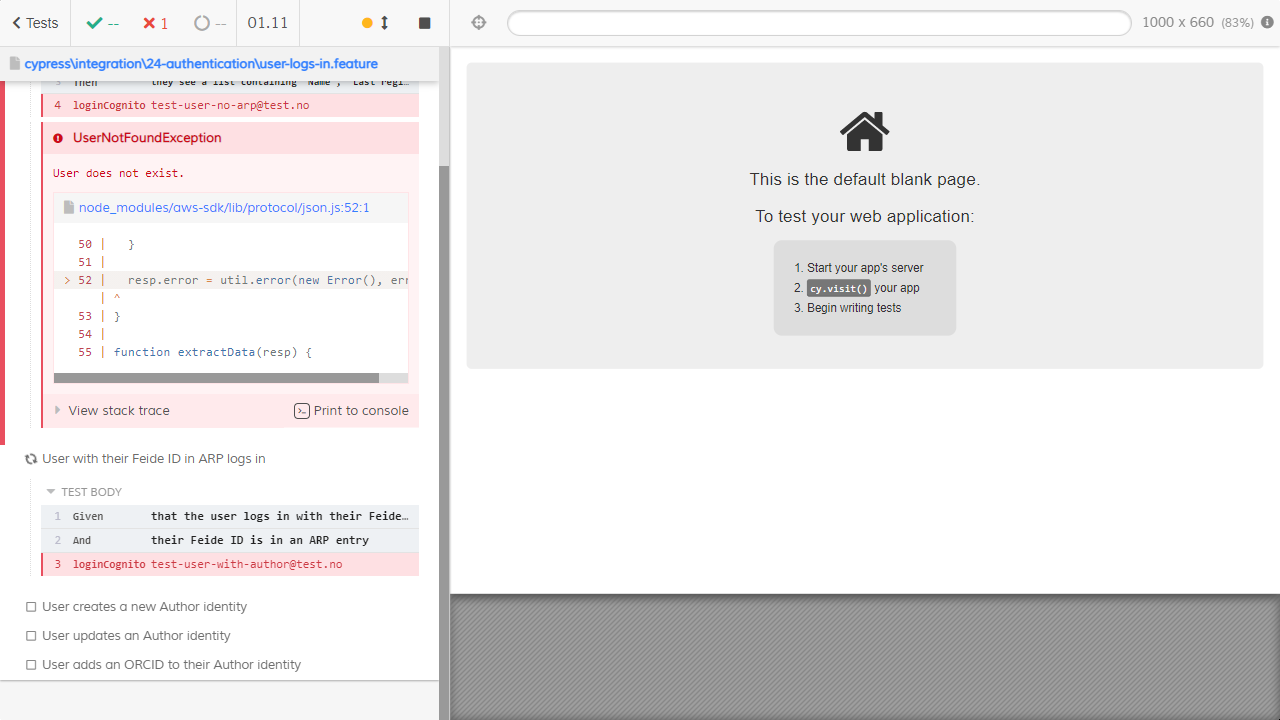 Tests
--
1
--
01.11
1000 x 660 (83%)
cypress\integration\24-authentication\user-logs-in.feature
3 Then they see a list containing "Name",
4 loginCognito test-user-no-arp@test.no
UserNotFoundException
User does not exist.
node_modules/aws-sdk/lib/protocol/json.js:52:1
50 | }
51 |
> 52 | resp.error = util.error(new Error(), err
| ^
53 | }
54 |
55 | function extractData(resp) {
View stack trace
Print to console
User with their Feide ID in ARP logs in
TEST BODY
1 Given that the user logs in with their Feide…
2 And their Feide ID is in an ARP entry
3 loginCognito test-user-with-author@test.no
User creates a new Author identity
User updates an Author identity
User adds an ORCID to their Author identity
This is the default blank page.
To test your web application:
1. Start your app's server
2. cy.visit() your app
3. Begin writing tests